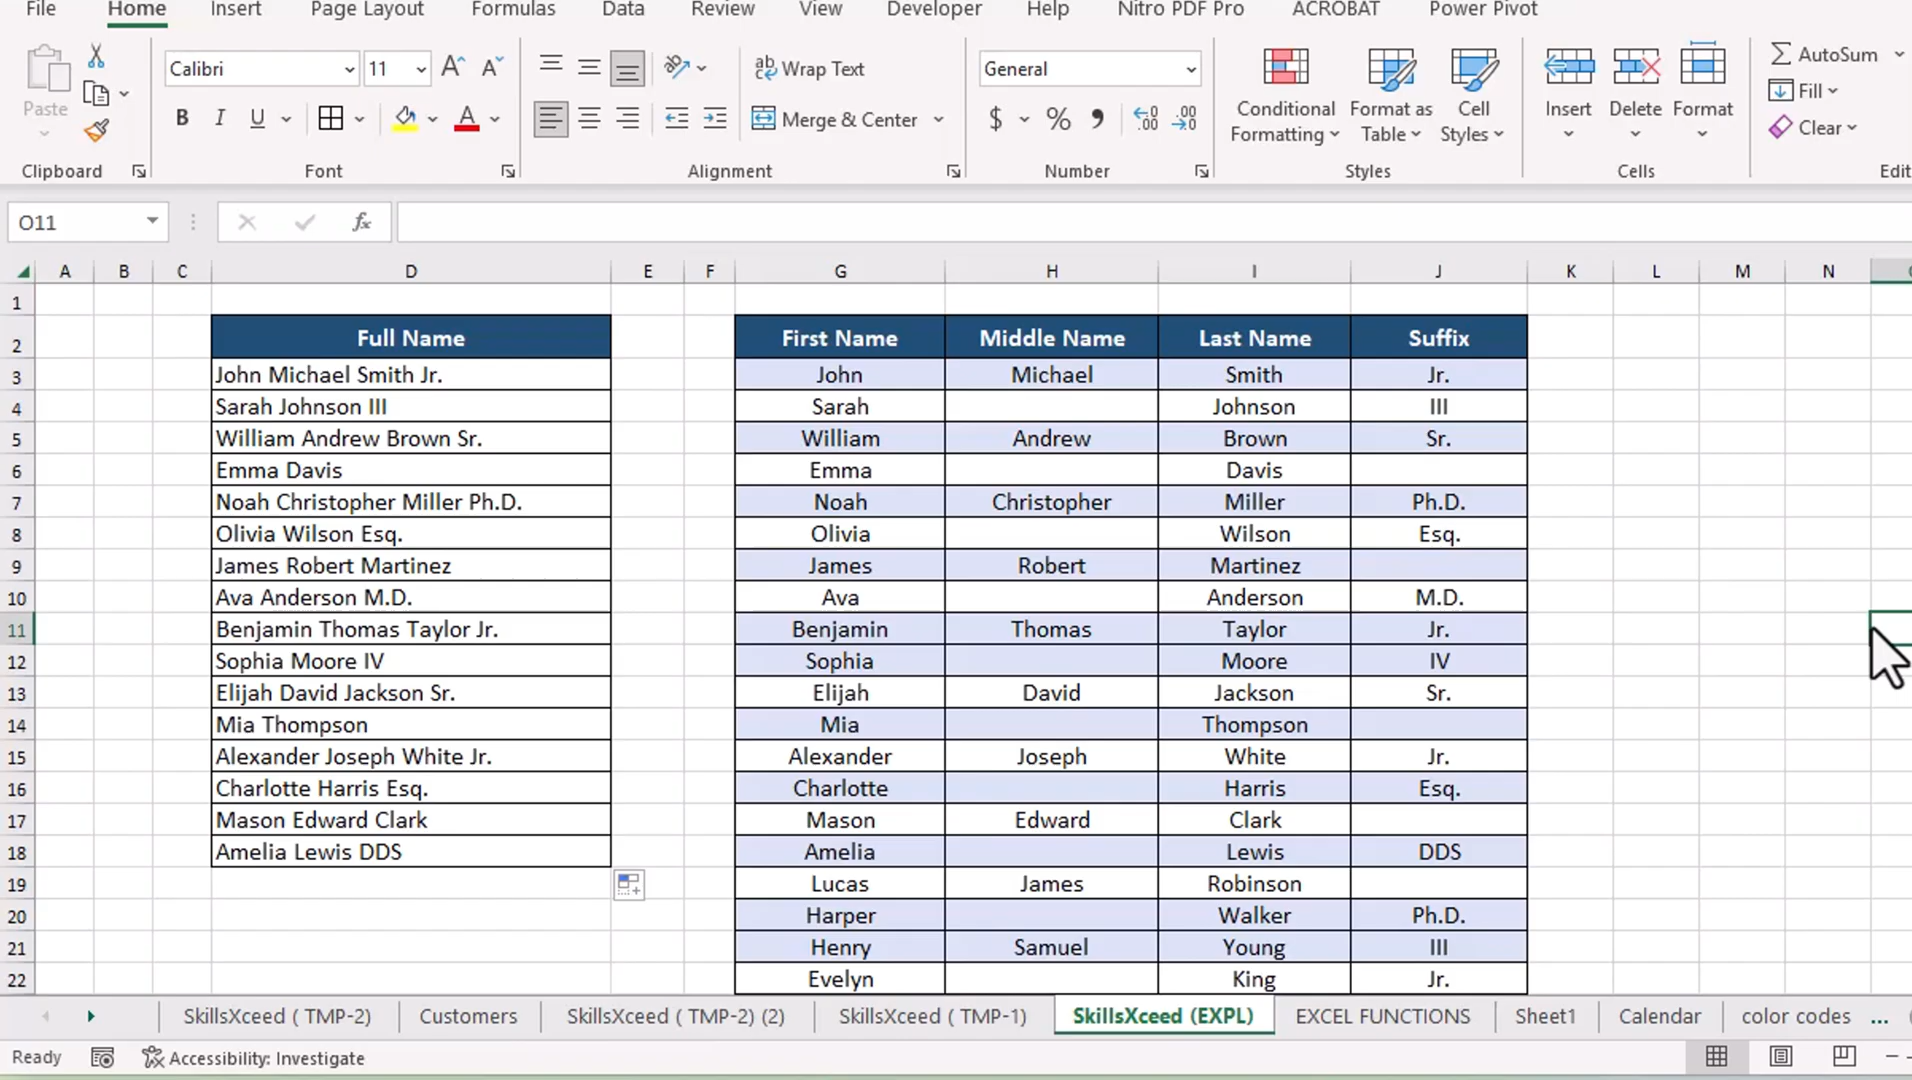 File Home Insert Page Layout Formulas Data Review View Developer Help Nitro PDF Pro ACROBAT Power Pivot
Calibri 11 Wrap Text General AutoSum
Paste Conditional Format as Cell Insert Delete Format Fill
B I U Merge & Center $ % Formatting Table Styles Clear
Clipboard Font Alignment Number Styles Cells
O11 fx
A B C D E F G H I J K L M N
1
2 Full Name First Name Middle Name Last Name Suffix
3 John Michael Smith Jr. John Michael Smith Jr.
4 Sarah Johnson III Sarah Johnson III
5 William Andrew Brown Sr. William Andrew Brown Sr.
6 Emma Davis Emma Davis
7 Noah Christopher Miller Ph.D. Noah Christopher Miller Ph.D.
8 Olivia Wilson Esq. Olivia Wilson Esq.
9 James Robert Martinez James Robert Martinez
10 Ava Anderson M.D. Ava Anderson M.D.
11 Benjamin Thomas Taylor Jr. Benjamin Thomas Taylor Jr.
12 Sophia Moore IV Sophia Moore IV
13 Elijah David Jackson Sr. Elijah David Jackson Sr.
14 Mia Thompson Mia Thompson
15 Alexander Joseph White Jr. Alexander Joseph White Jr.
16 Charlotte Harris Esq. Charlotte Harris Esq.
17 Mason Edward Clark Mason Edward Clark
18 Amelia Lewis DDS Amelia Lewis DDS
19 Lucas James Robinson
20 Harper Walker Ph.D.
21 Henry Samuel Young III
22 Evelyn King Jr.
SkillsXceed ( TMP-2) Customers SkillsXceed ( TMP-2) (2) SkillsXceed ( TMP-1) SkillsXceed (EXPL) EXCEL FUNCTIONS Sheet1 Calendar color codes ...
Ready Accessibility: Investigate